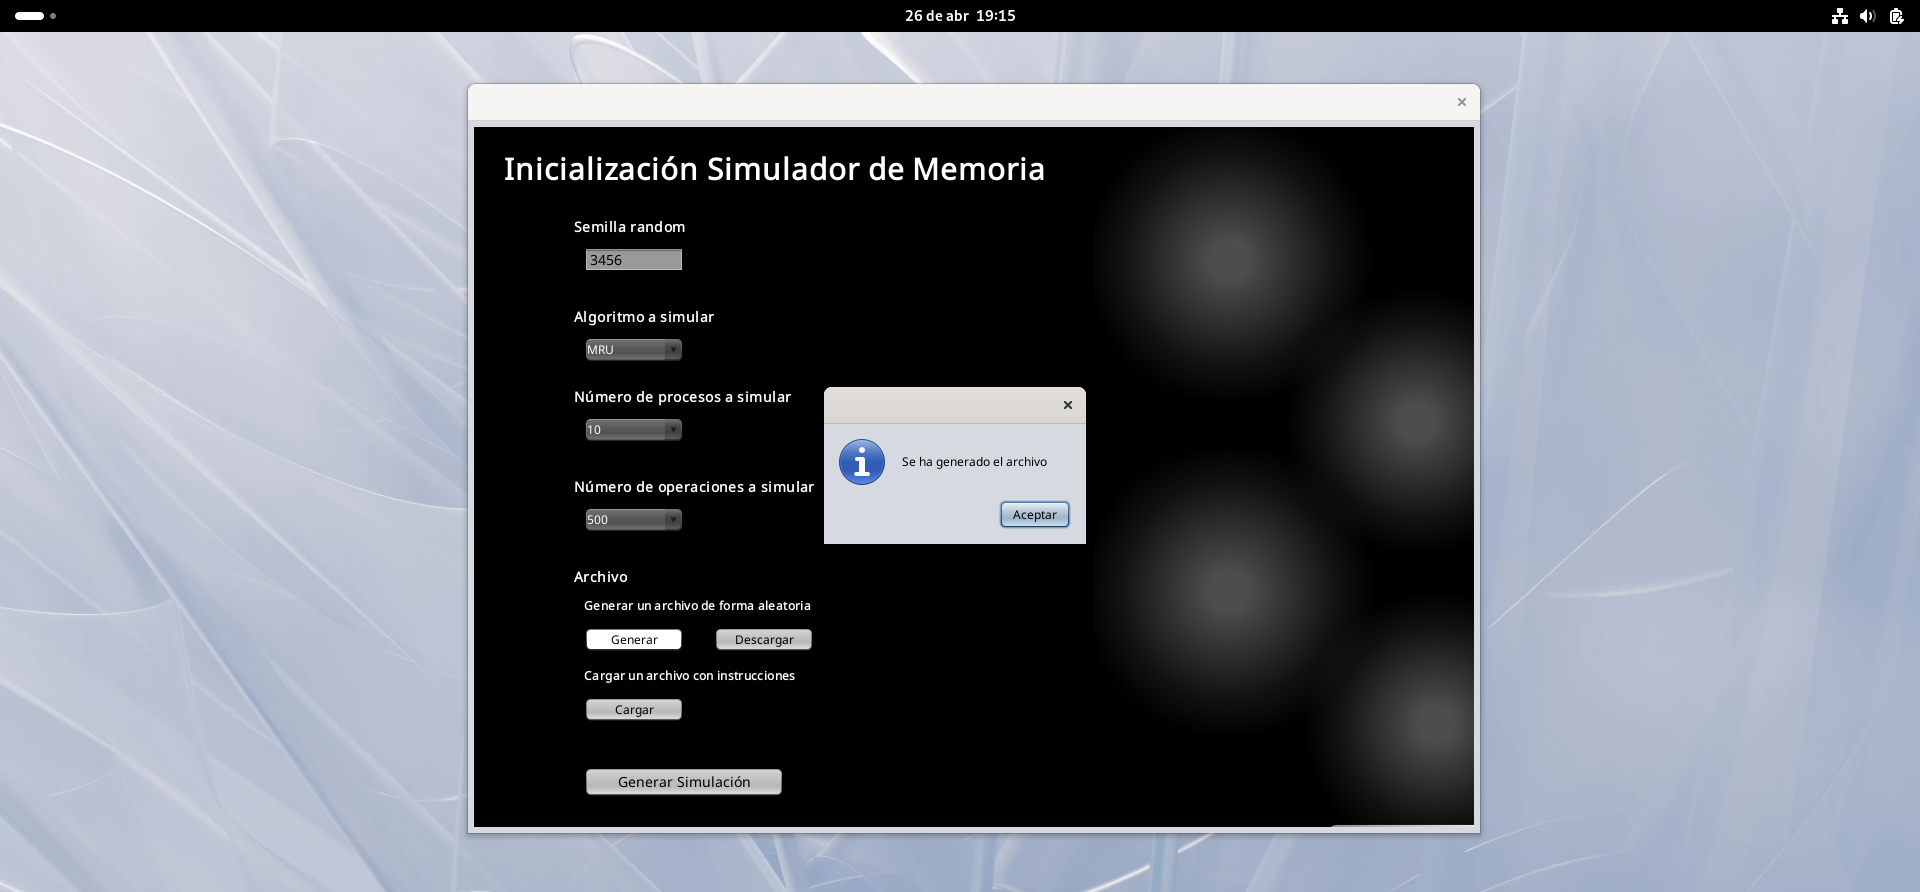 26 de abr 19:15
Inicialización Simulador de Memoria
Semilla random
3456
Algoritmo a simular
MRU
Número de procesos a simular
10
Se ha generado el archivo
Aceptar
Número de operaciones a simular
500
Archivo
Generar un archivo de forma aleatoria
Generar Descargar
Cargar un archivo con instrucciones
Cargar
Generar Simulación